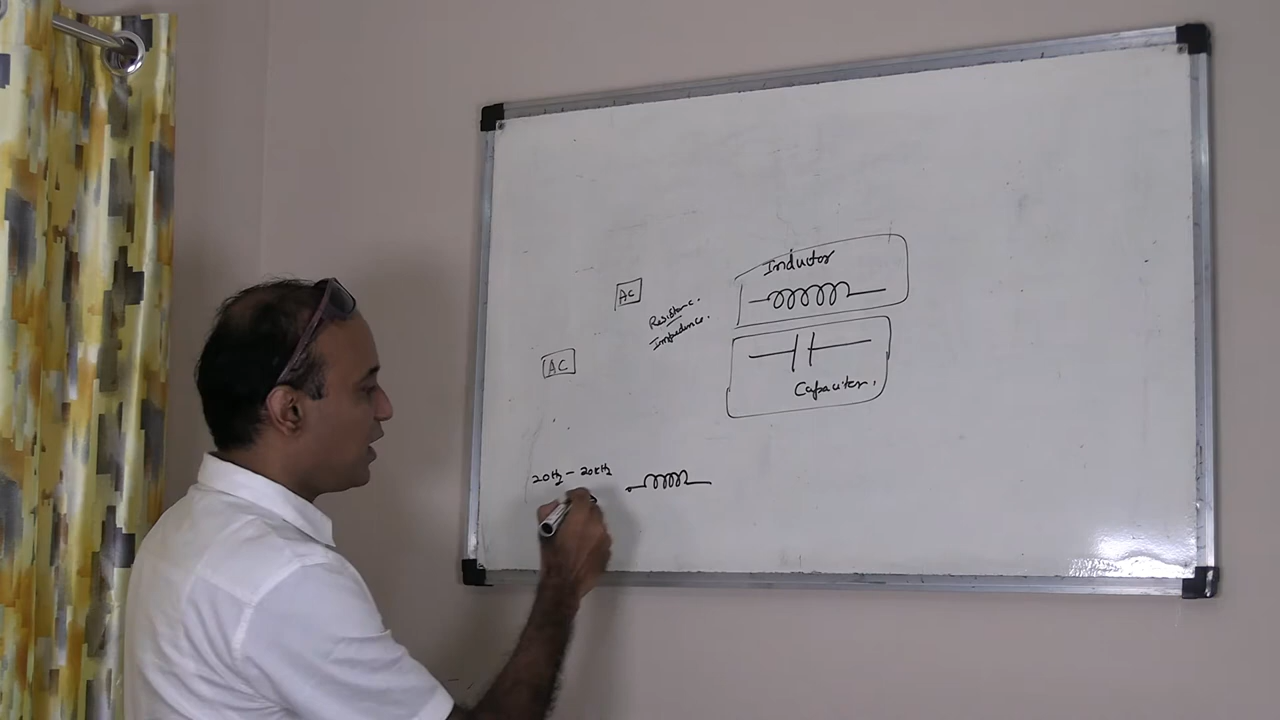 Inductor
AC
Resistance.
Impedance.
AC
Capacitor.
20Hz - 20kHz